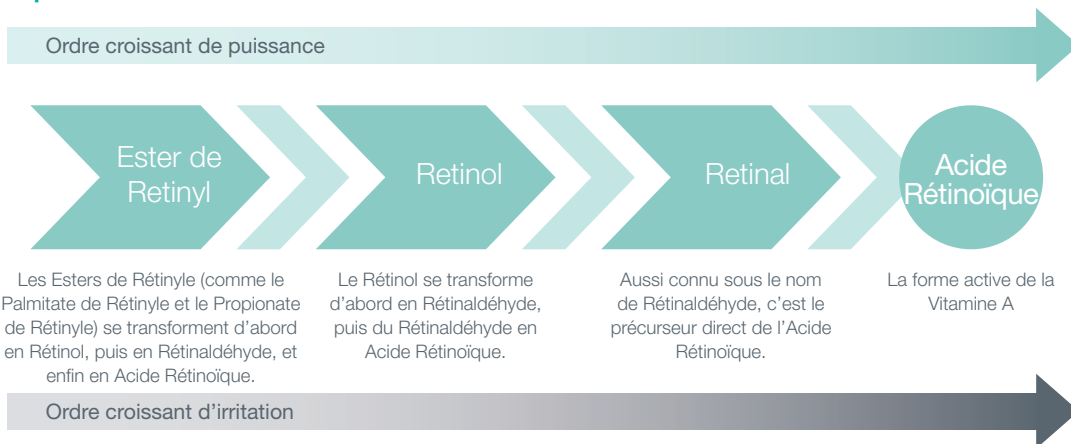 Ordre croissant de puissance
Ester de
Retinyl
Retinol
Retinal
Acide
Rétinoïque
Les Esters de Rétinyle (comme le
Palmitate de Rétinyle et le Propionate
de Rétinyle) se transforment d'abord
en Rétinol, puis en Rétinaldéhyde, et
enfin en Acide Rétinoïque.
Le Rétinol se transforme
d'abord en Rétinaldéhyde,
puis du Rétinaldéhyde en
Acide Rétinoïque.
Aussi connu sous le nom
de Rétinaldéhyde, c'est le
précurseur direct de l'Acide
Rétinoïque.
La forme active de la
Vitamine A
Ordre croissant d'irritation